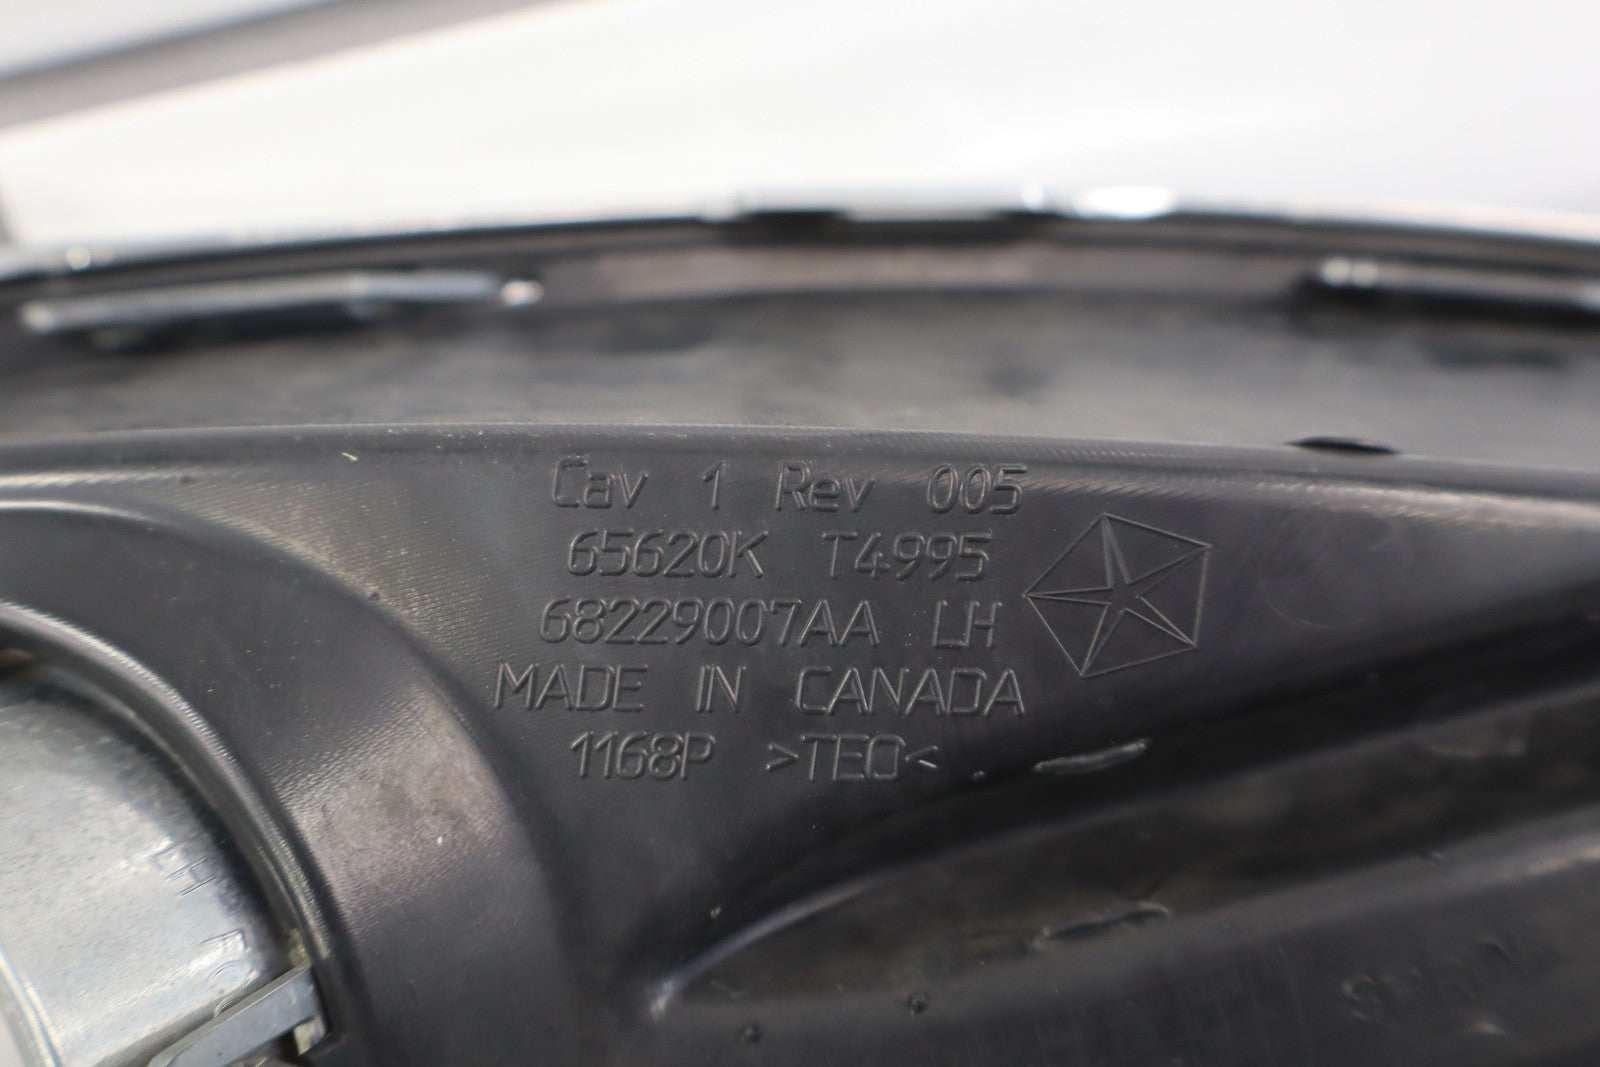 Cav 1 Rev 005
65620K T4995
68229007AA LH
MADE IN CANADA
1168P >TEO<